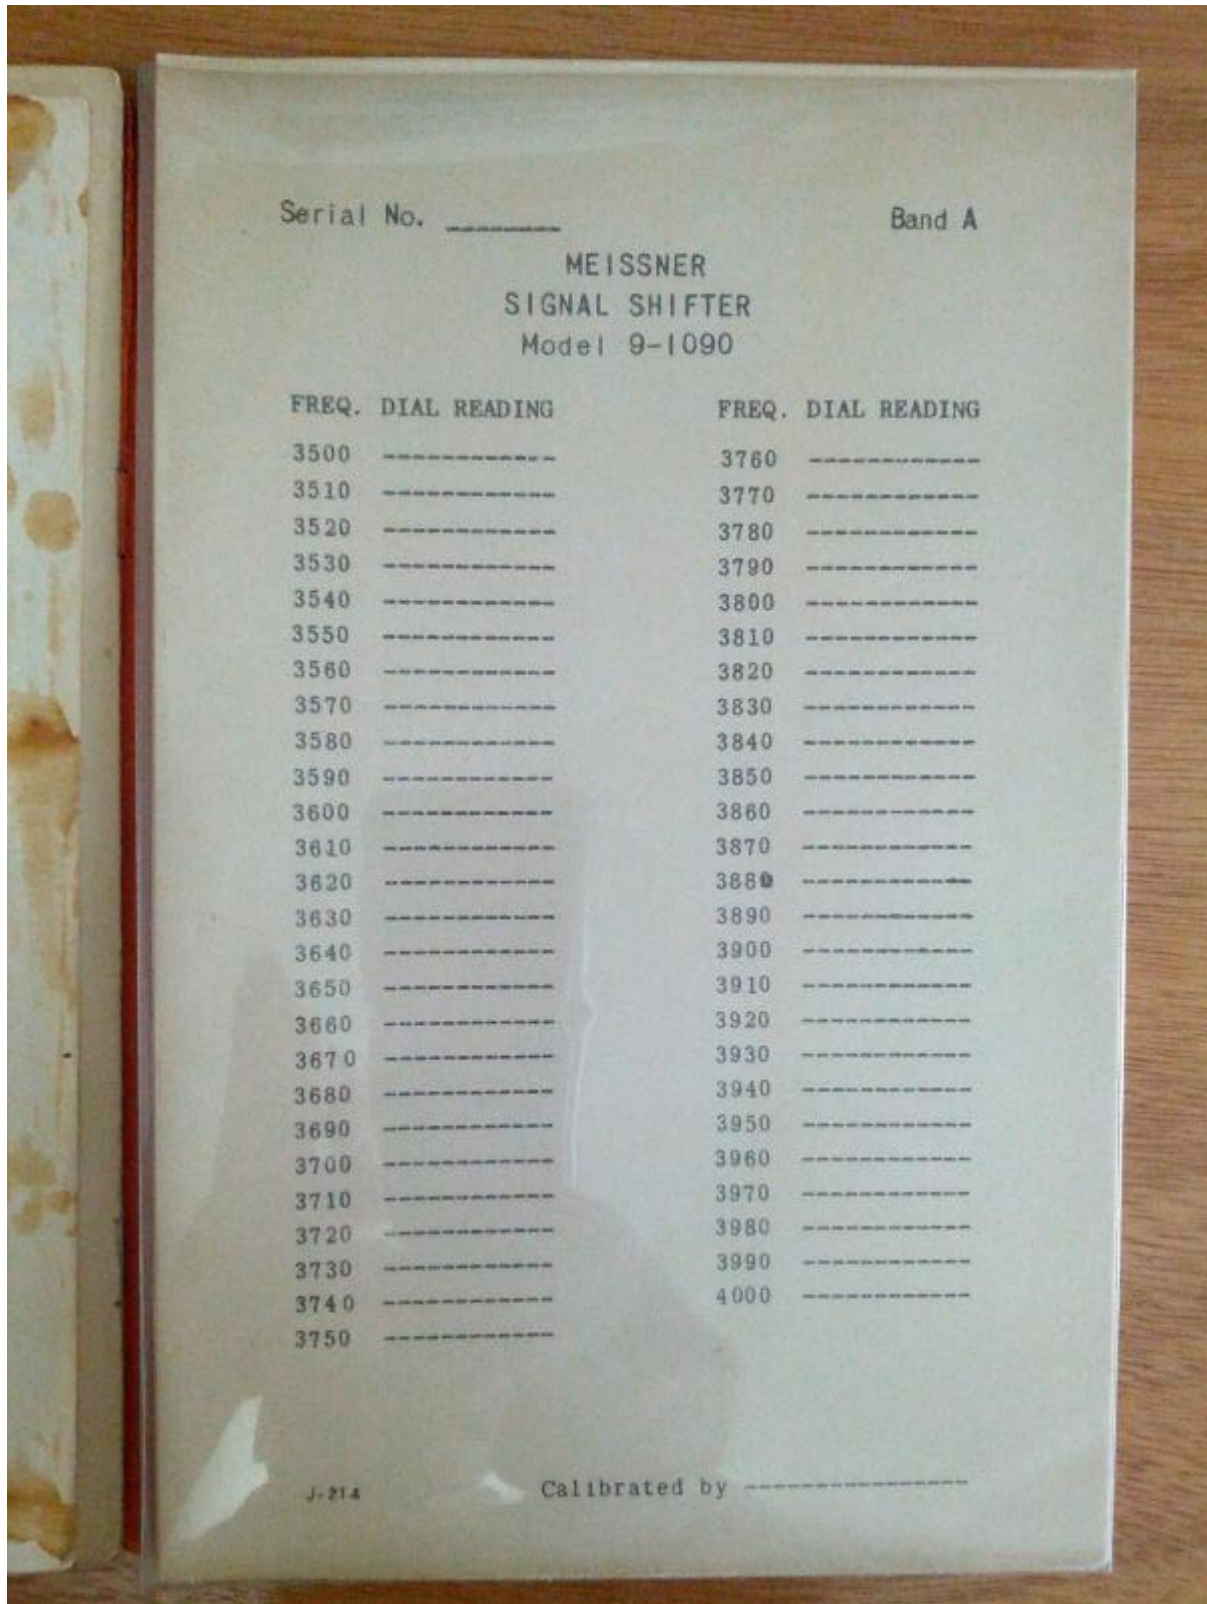 Serial No. ________ Band A
MEISSNER
SIGNAL SHIFTER
Model 9-1090
FREQ. DIAL READING FREQ. DIAL READING
3500 ------------ 3760 ------------
3510 ------------ 3770 ------------
3520 ------------ 3780 ------------
3530 ------------ 3790 ------------
3540 ------------ 3800 ------------
3550 ------------ 3810 ------------
3560 ------------ 3820 ------------
3570 ------------ 3830 ------------
3580 ------------ 3840 ------------
3590 ------------ 3850 ------------
3600 ------------ 3860 ------------
3610 ------------ 3870 ------------
3620 ------------ 3880 ------------
3630 ------------ 3890 ------------
3640 ------------ 3900 ------------
3650 ------------ 3910 ------------
3660 ------------ 3920 ------------
3670 ------------ 3930 ------------
3680 ------------ 3940 ------------
3690 ------------ 3950 ------------
3700 ------------ 3960 ------------
3710 ------------ 3970 ------------
3720 ------------ 3980 ------------
3730 ------------ 3990 ------------
3740 ------------ 4000 ------------
3750 ------------
J-214 Calibrated by ----------------